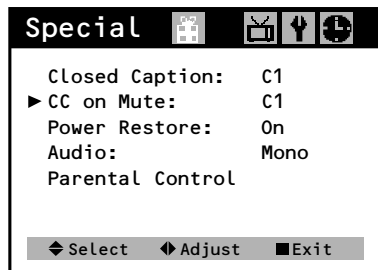 Special
Closed Caption: C1
CC on Mute: C1
Power Restore: On
Audio: Mono
Parental Control
Select Adjust Exit